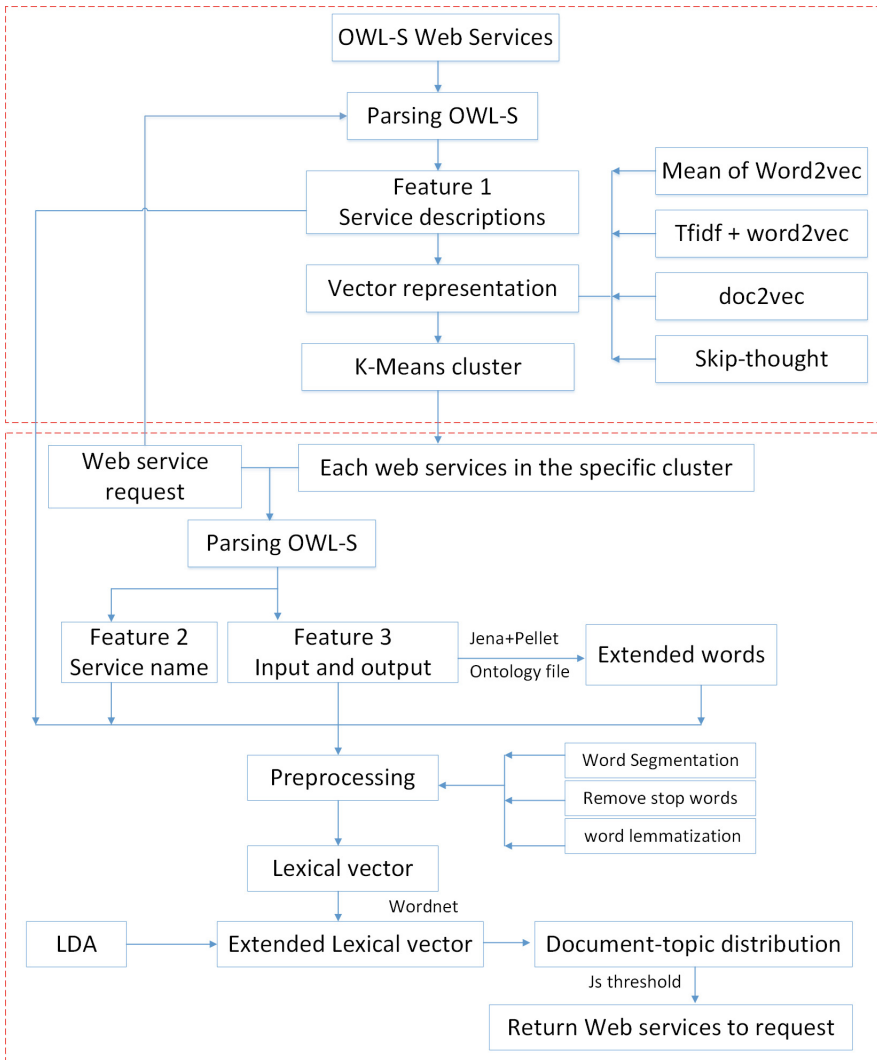 OWL-S Web Services
Parsing OWL-S
Feature 1
Service descriptions
Vector representation
K-Means cluster
Mean of Word2vec
Tfidf + word2vec
doc2vec
Skip-thought
Web service
request
Each web services in the specific cluster
Parsing OWL-S
Feature 2
Service name
Feature 3
Input and output
Jena+Pellet
Ontology file
Extended words
Preprocessing
Word Segmentation
Remove stop words
word lemmatization
Lexical vector
Wordnet
LDA
Extended Lexical vector
Document-topic distribution
Js threshold
Return Web services to request